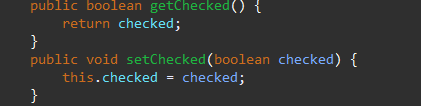 public boolean getChecked() {
    return checked;
}
public void setChecked(boolean checked) {
    this.checked = checked;
}